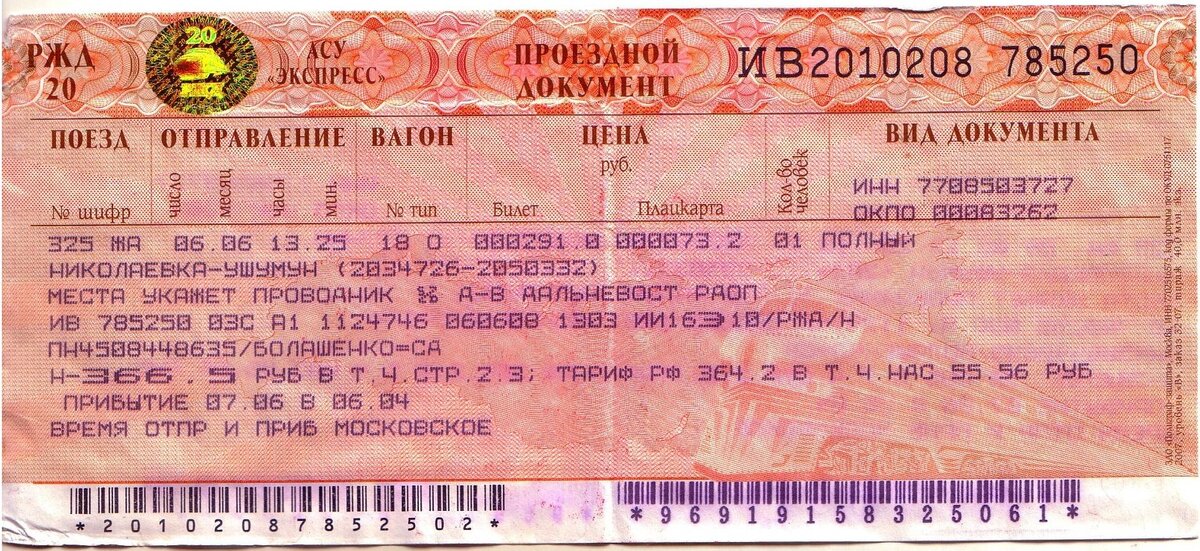 РЖД 20
20
АСУ «ЭКСПРЕСС»
ПРОЕЗДНОЙ ДОКУМЕНТ
ИВ2010208 785250
ПОЕЗД ОТПРАВЛЕНИЕ ВАГОН ЦЕНА руб. Кол-во человек ВИД ДОКУМЕНТА
№ шифр число месяц часы мин. № тип Билет Плацкарта
ИНН 7708503727
ОКПО 00083262
325 ЖА 06.06 13.25 18 О 000291.0 000073.2 01 ПОЛНЫЙ
НИКОЛАЕВКА-УШУМУН (2034726-2050332)
МЕСТА УКАЖЕТ ПРОВОДНИК Д-В ДАЛЬНЕВОСТ РДОП
ИВ 785250 03С А1 1124746 060608 1303 ИИ16Э10/РЖА/Н
ПН4508448635/БОЛАШЕНКО=СА
Н-366.5 РУБ В Т.Ч.СТР.2.3; ТАРИФ РФ 364.2 В Т.Ч.НДС 55.56 РУБ
ПРИБЫТИЕ 07.06 В 06.04
ВРЕМЯ ОТПР И ПРИБ МОСКОВСКОЕ
*20102087852502*
*969191583250​61*